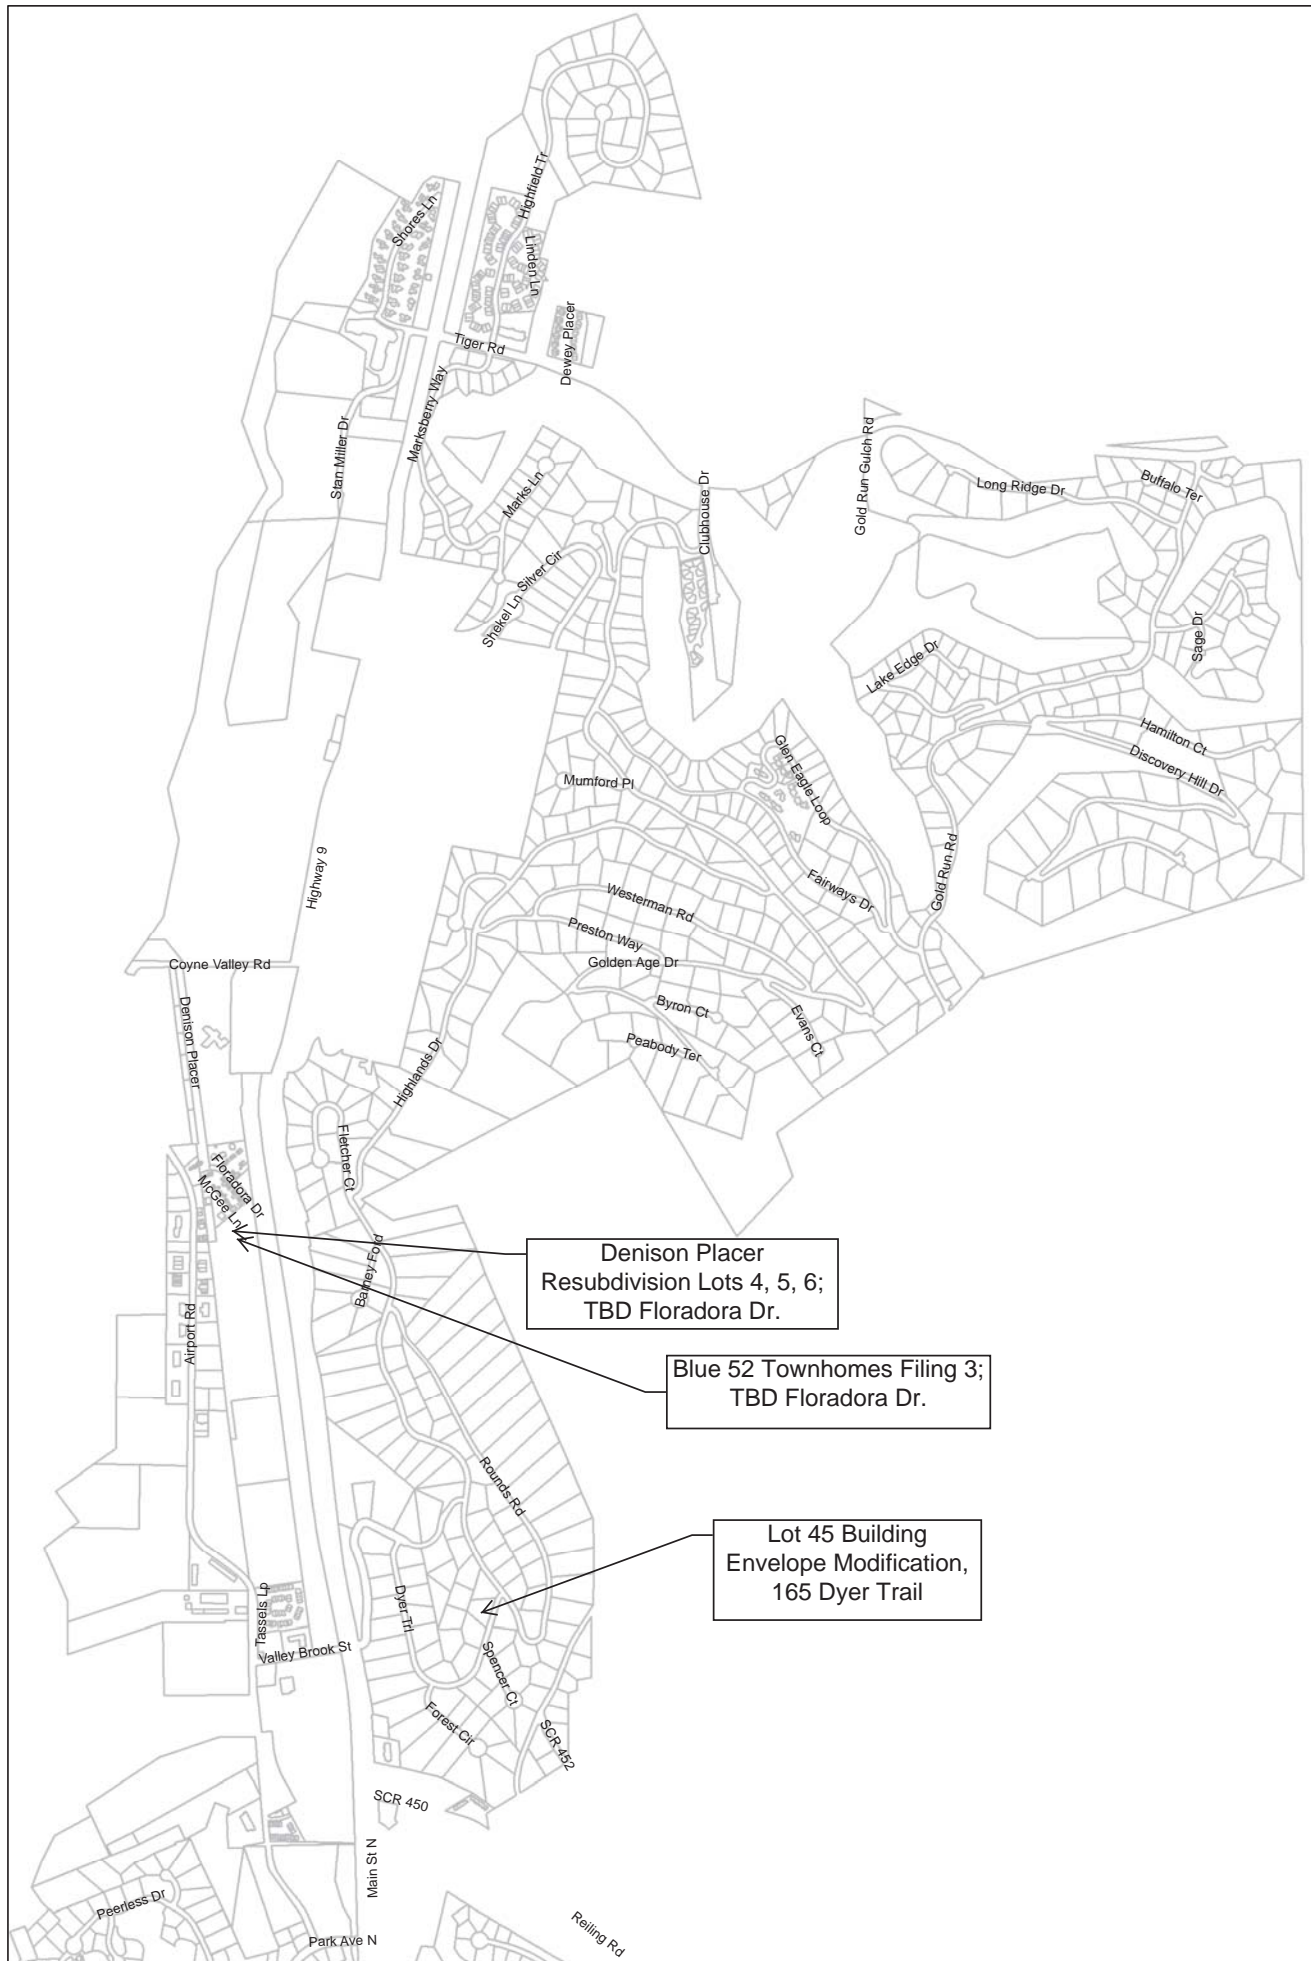 Highfield Tr
Shores Ln
Linden Ln
Dewey Placer
Tiger Rd
Marksberry Way
Stan Miller Dr
Gold Run Gulch Rd
Long Ridge Dr
Buffalo Ter
Marks Ln
Clubhouse Dr
Silver Cir
Shekel Ln
Sage Dr
Lake Edge Dr
Hamilton Ct
Discovery Hill Dr
Glen Eagle Loop
Mumford Pl
Highway 9
Gold Run Rd
Fairways Dr
Westerman Rd
Preston Way
Golden Age Dr
Coyne Valley Rd
Denison Placer
Byron Ct
Evans Ct
Peabody Ter
Highlands Dr
Fletcher Ct
Floradora Dr
McGee Ln
Barney Ford
Denison Placer
Resubdivision Lots 4, 5, 6;
TBD Floradora Dr.
Airport Rd
Blue 52 Townhomes Filing 3;
TBD Floradora Dr.
Rounds Rd
Lot 45 Building
Envelope Modification,
165 Dyer Trail
Dyer Trl
Tassels Lp
Valley Brook St
Spencer Ct
Forest Cir
SCR 452
SCR 450
Main St N
Peerless Dr
Park Ave N
Reiling Rd